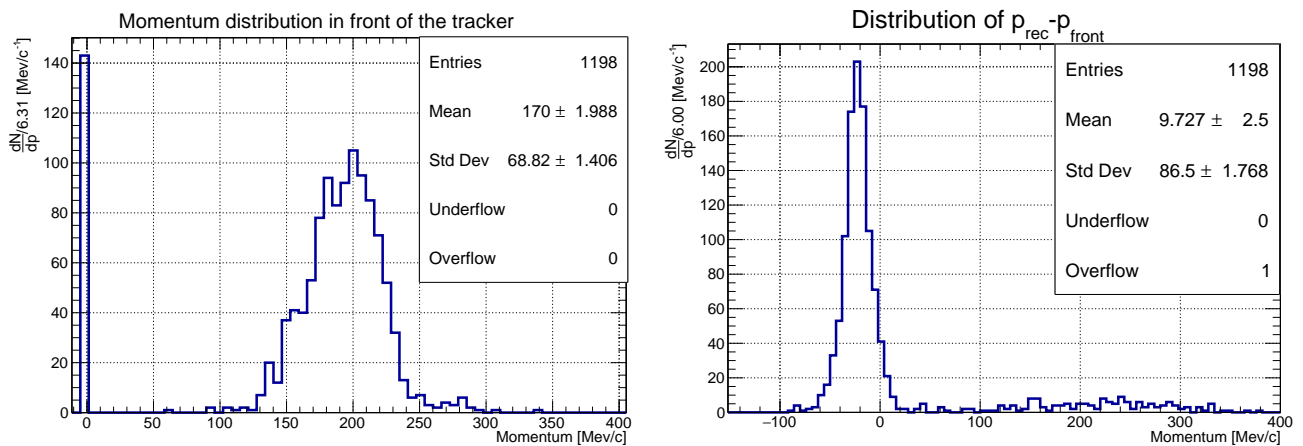 Momentum distribution in front of the tracker
dN/dp/6.31 [Mev/c⁻¹]
140
120
100
80
60
40
20
0
Entries 1198
Mean 170 ± 1.988
Std Dev 68.82 ± 1.406
Underflow 0
Overflow 0
0 50 100 150 200 250 300 350 400
Momentum [Mev/c]
Distribution of p_rec-p_front
dN/dp/6.00 [Mev/c⁻¹]
200
180
160
140
120
100
80
60
40
20
0
Entries 1198
Mean 9.727 ± 2.5
Std Dev 86.5 ± 1.768
Underflow 0
Overflow 1
−100 0 100 200 300 400
Momentum [Mev/c]